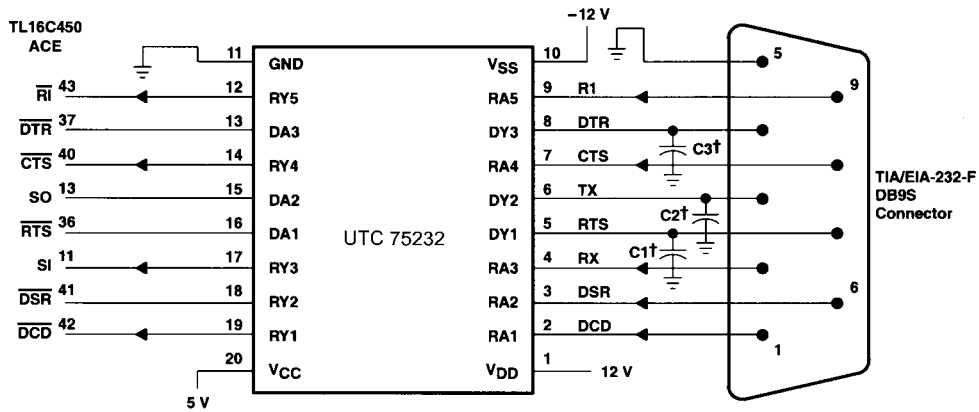 TL16C450
ACE
–12 V
11 GND VSS 10 5
RI 43 12 RY5 RA5 9 R1 9
DTR 37 13 DA3 DY3 8 DTR
C3†
CTS 40 14 RY4 RA4 7 CTS
TIA/EIA-232-F
DB9S
Connector
SO 13 15 DA2 DY2 6 TX
C2†
RTS 36 16 DA1 UTC 75232 DY1 5 RTS
C1†
SI 11 17 RY3 RA3 4 RX
DSR 41 18 RY2 RA2 3 DSR 6
DCD 42 19 RY1 RA1 2 DCD 1
20 VCC VDD 1 12 V
5 V